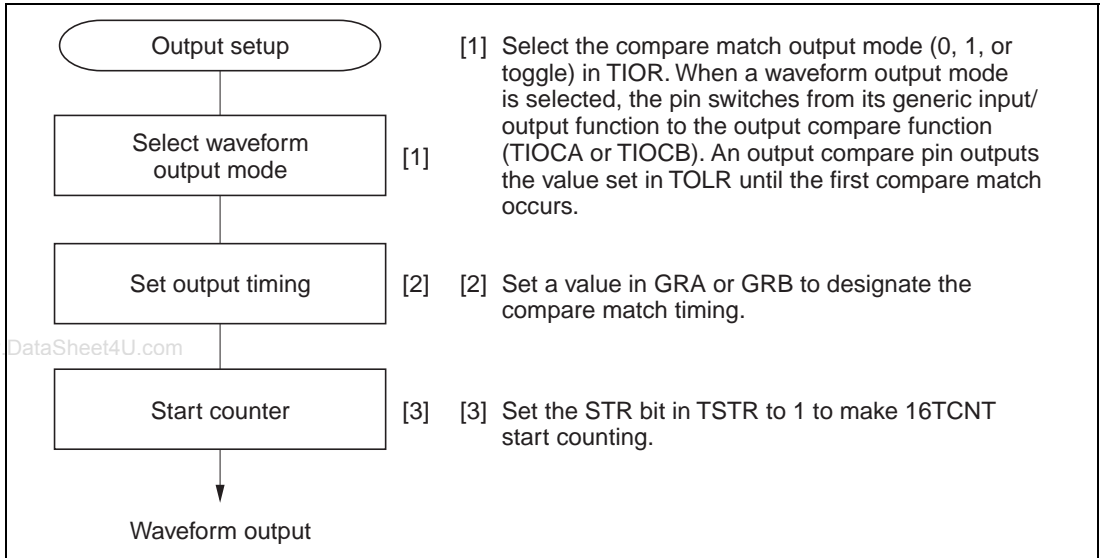 Output setup
Select waveform
output mode
[1]
Set output timing
[2]
Start counter
[3]
Waveform output
[1] Select the compare match output mode (0, 1, or
toggle) in TIOR. When a waveform output mode
is selected, the pin switches from its generic input/
output function to the output compare function
(TIOCA or TIOCB). An output compare pin outputs
the value set in TOLR until the first compare match
occurs.
[2] Set a value in GRA or GRB to designate the
compare match timing.
[3] Set the STR bit in TSTR to 1 to make 16TCNT
start counting.
.DataSheet4U.com